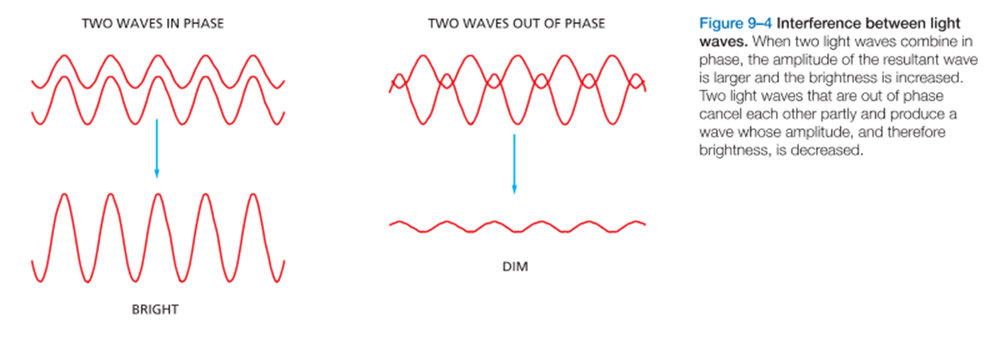 TWO WAVES IN PHASE
BRIGHT
TWO WAVES OUT OF PHASE
DIM
Figure 9–4 Interference between light
waves. When two light waves combine in
phase, the amplitude of the resultant wave
is larger and the brightness is increased.
Two light waves that are out of phase
cancel each other partly and produce a
wave whose amplitude, and therefore
brightness, is decreased.